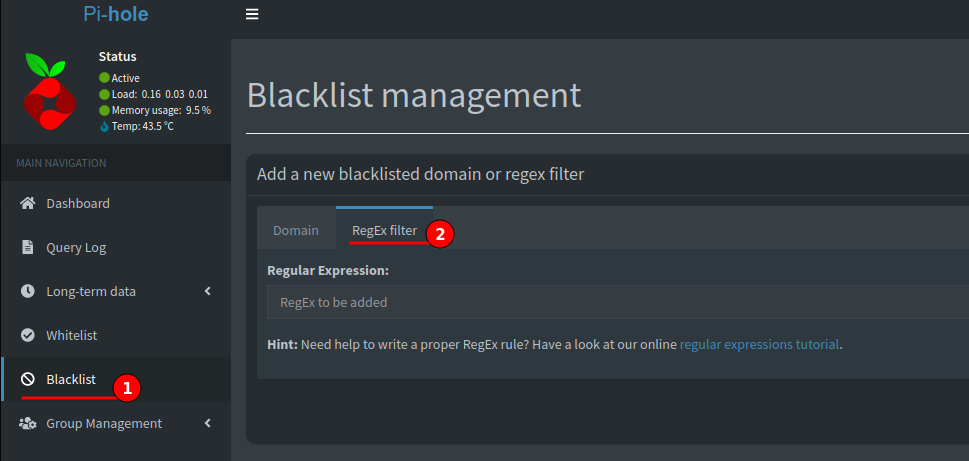 Pi-hole
Status
Active
Load: 0.16 0.03 0.01
Memory usage: 9.5 %
Temp: 43.5 °C
MAIN NAVIGATION
Dashboard
Query Log
Long-term data
Whitelist
Blacklist 1
Group Management
Blacklist management
Add a new blacklisted domain or regex filter
Domain RegEx filter 2
Regular Expression:
RegEx to be added
Hint: Need help to write a proper RegEx rule? Have a look at our online regular expressions tutorial.